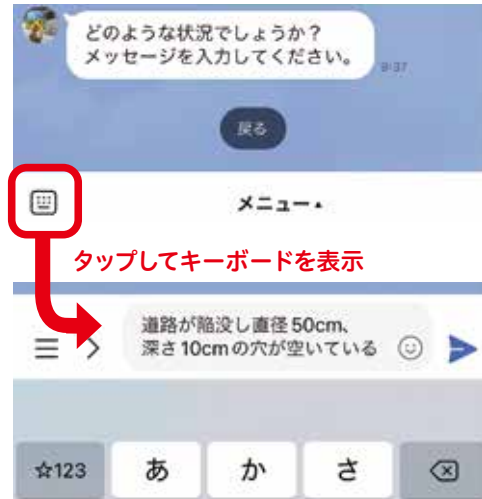 どのような状況でしょうか？
メッセージを入力してください。
9:37
戻る
メニュー▲
タップしてキーボードを表示
道路が陥没し直径50cm、
深さ10cmの穴が空いている
☆123
あ
か
さ